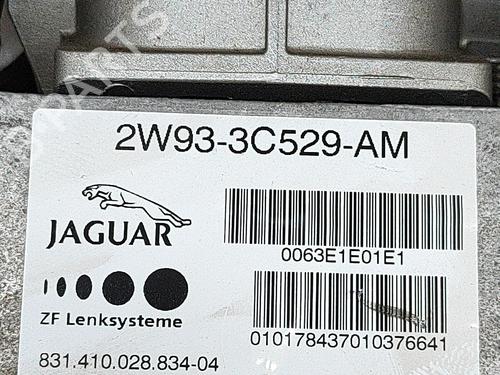 2W93-3C529-AM
JAGUAR
0063E1E01E1
ZF Lenksysteme
010178437010376641
831.410.028.834-04